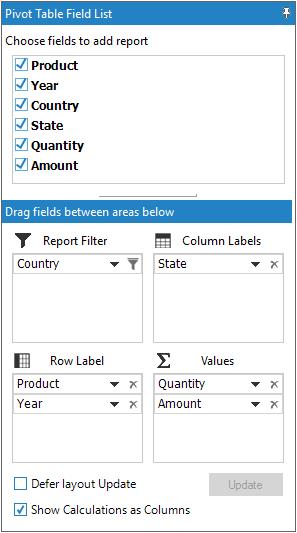 Pivot Table Field List
Choose fields to add report
Product
Year
Country
State
Quantity
Amount
Drag fields between areas below
Report Filter
Column Labels
Country
State
Row Label
Values
Product
Quantity
Year
Amount
Defer layout Update
Update
Show Calculations as Columns